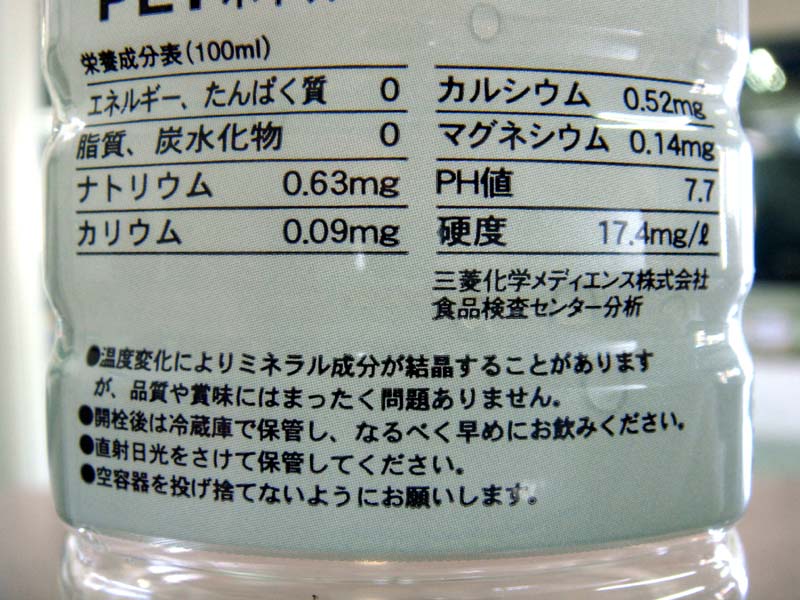 栄養成分表(100ml)
エネルギー、たんぱく質 0
脂質、炭水化物 0
ナトリウム 0.63mg
カリウム 0.09mg
カルシウム 0.52mg
マグネシウム 0.14mg
PH値 7.7
硬度 17.4mg/ℓ
三菱化学メディエンス株式会社
食品検査センター分析
●温度変化によりミネラル成分が結晶することがあります
が、品質や賞味にはまったく問題ありません。
●開栓後は冷蔵庫で保管し、なるべく早めにお飲みください。
●直射日光をさけて保管してください。
●空容器を投げ捨てないようにお願いします。